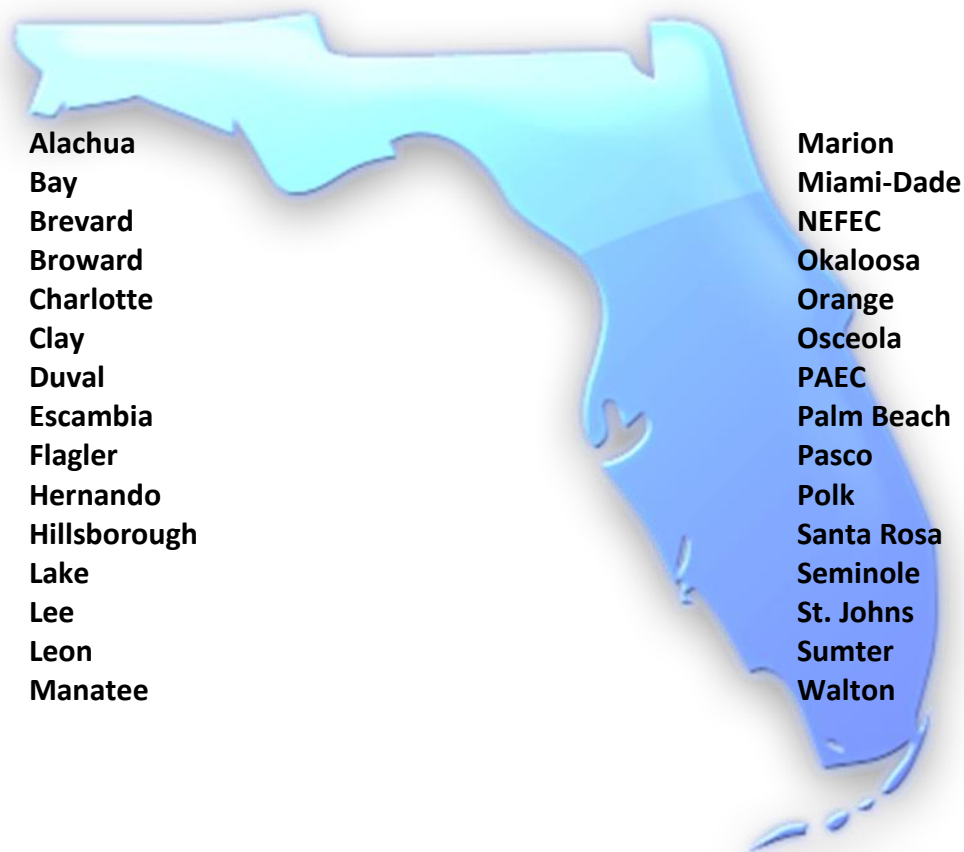 Alachua
Bay
Brevard
Broward
Charlotte
Clay
Duval
Escambia
Flagler
Hernando
Hillsborough
Lake
Lee
Leon
Manatee
Marion
Miami-Dade
NEFEC
Okaloosa
Orange
Osceola
PAEC
Palm Beach
Pasco
Polk
Santa Rosa
Seminole
St. Johns
Sumter
Walton